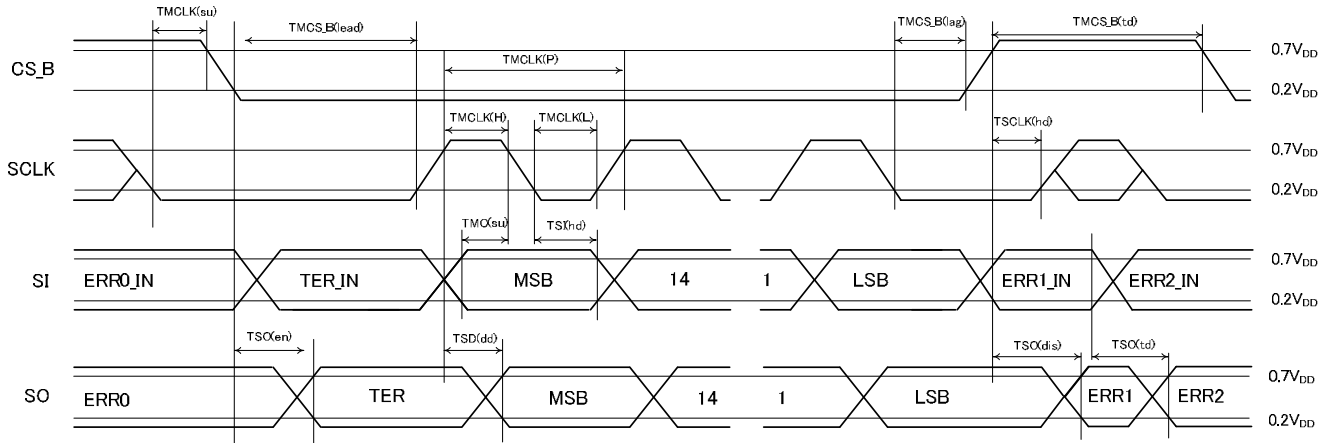 TMCLK(su) TMCS_B(lead) TMCS_B(lag) TMCS_B(td)
CS_B TMCLK(P) 0.7VDD
0.2VDD
TMCLK(H) TMCLK(L) TSCLK(hd)
SCLK 0.7VDD
0.2VDD
TMO(su) TSI(hd)
SI ERR0_IN TER_IN MSB 14 1 LSB ERR1_IN ERR2_IN 0.7VDD
0.2VDD
TSO(en) TSD(dd) TSO(dis) TSO(td)
SO ERR0 TER MSB 14 1 LSB ERR1 ERR2 0.7VDD
0.2VDD